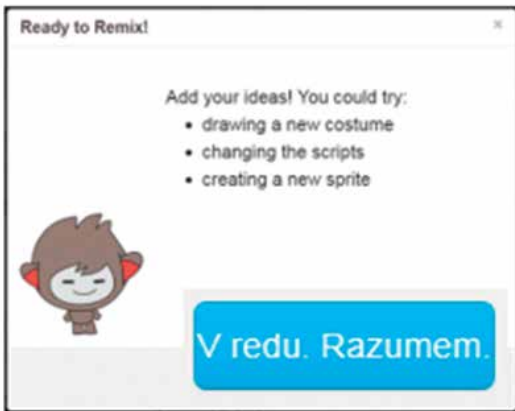 Ready to Remix!
×
Add your ideas! You could try:
• drawing a new costume
• changing the scripts
• creating a new sprite
V redu. Razumem.